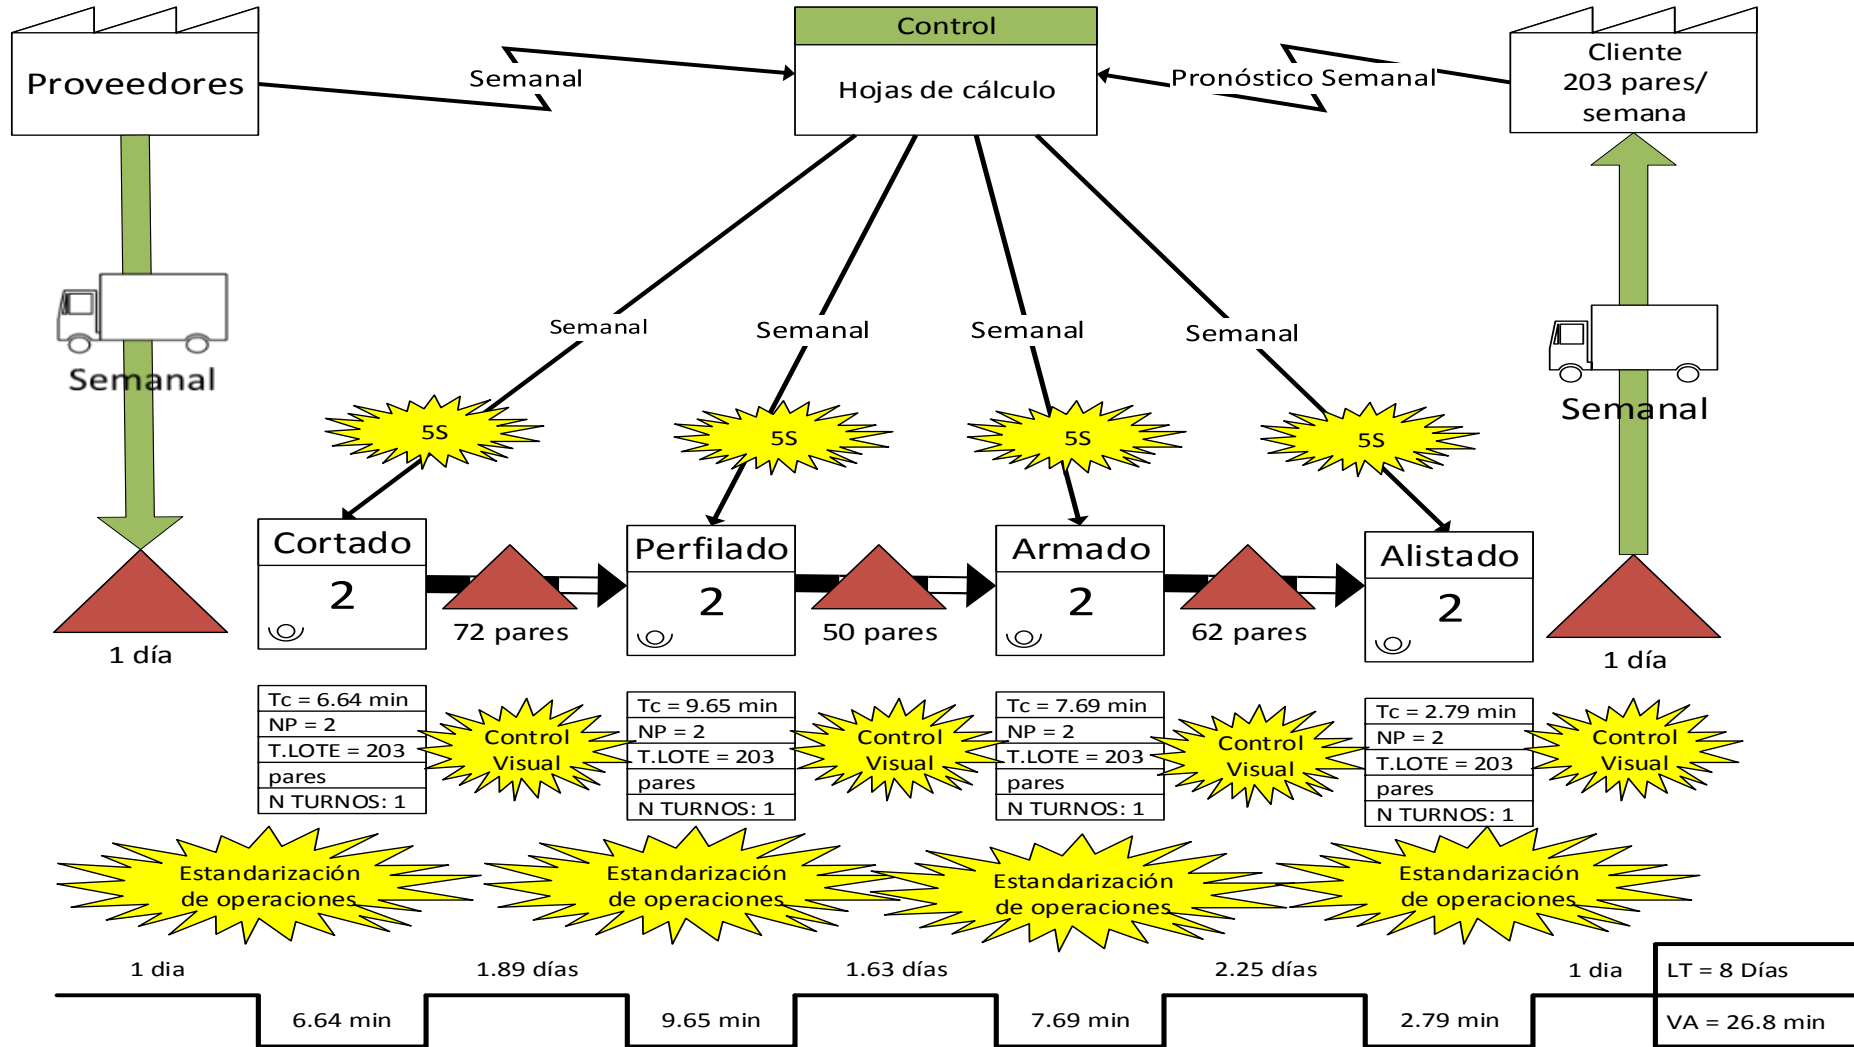 Proveedores
Semanal
Control
Hojas de cálculo
Pronóstico Semanal
Cliente
203 pares/
semana
Semanal
Semanal
Semanal
Semanal
Semanal
Semanal
5S
5S
5S
5S
1 día
Cortado
2
72 pares
Perfilado
2
50 pares
Armado
2
62 pares
Alistado
2
1 día
Tc = 6.64 min
NP = 2
T.LOTE = 203
pares
N TURNOS: 1
Control
Visual
Tc = 9.65 min
NP = 2
T.LOTE = 203
pares
N TURNOS: 1
Control
Visual
Tc = 7.69 min
NP = 2
T.LOTE = 203
pares
N TURNOS: 1
Control
Visual
Tc = 2.79 min
NP = 2
T.LOTE = 203
pares
N TURNOS: 1
Control
Visual
Estandarización
de operaciones
Estandarización
de operaciones
Estandarización
de operaciones
Estandarización
de operaciones
1 dia
1.89 días
1.63 días
2.25 días
1 dia
LT = 8 Días
6.64 min
9.65 min
7.69 min
2.79 min
VA = 26.8 min